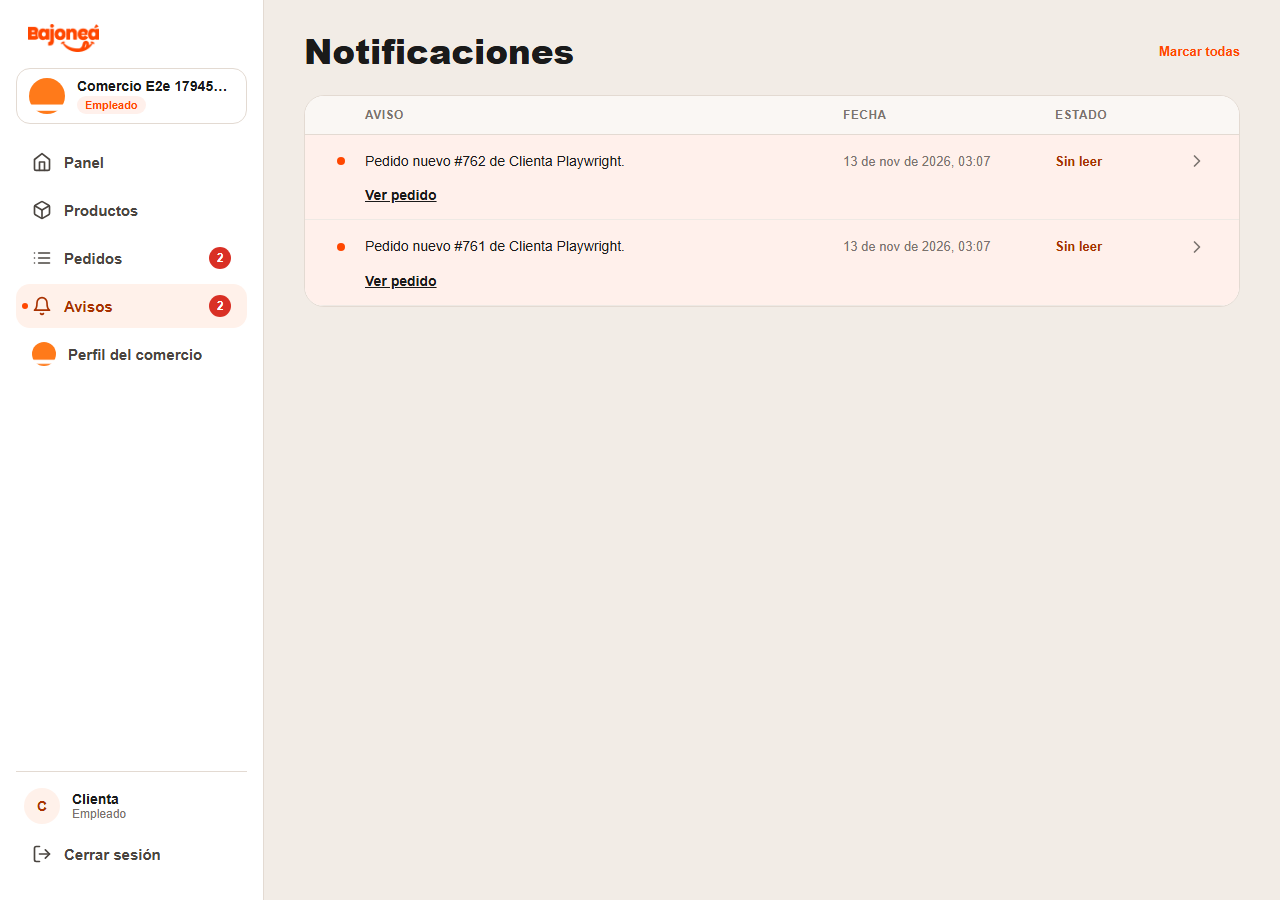 Bajoneá
Comercio E2e 17945...
Empleado
Panel
Productos
Pedidos 2
Avisos 2
Perfil del comercio
Clienta
C
Empleado
Cerrar sesión
Notificaciones
Marcar todas
AVISO FECHA ESTADO
Pedido nuevo #762 de Clienta Playwright. 13 de nov de 2026, 03:07 Sin leer
Ver pedido
Pedido nuevo #761 de Clienta Playwright. 13 de nov de 2026, 03:07 Sin leer
Ver pedido